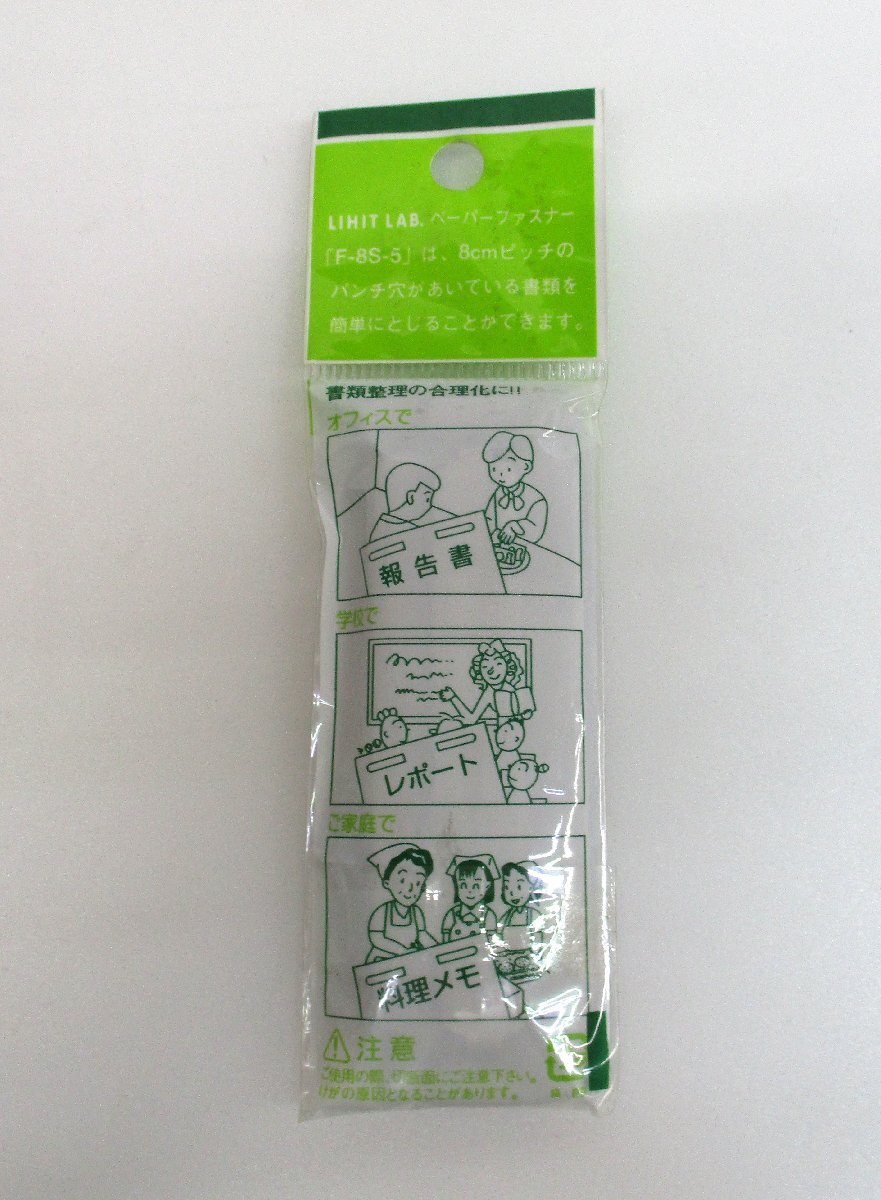 LIHIT LAB. ペーパーファスナー
「F-8S-5」は、8cmピッチの
パンチ穴があいている書類を
簡単にとじることができます。
書類整理の合理化に!!
オフィスで
報告書
学校で
レポート
ご家庭で
料理メモ
注意
ご使用の際、切断面にご注意下さい。
けがの原因となることがあります。